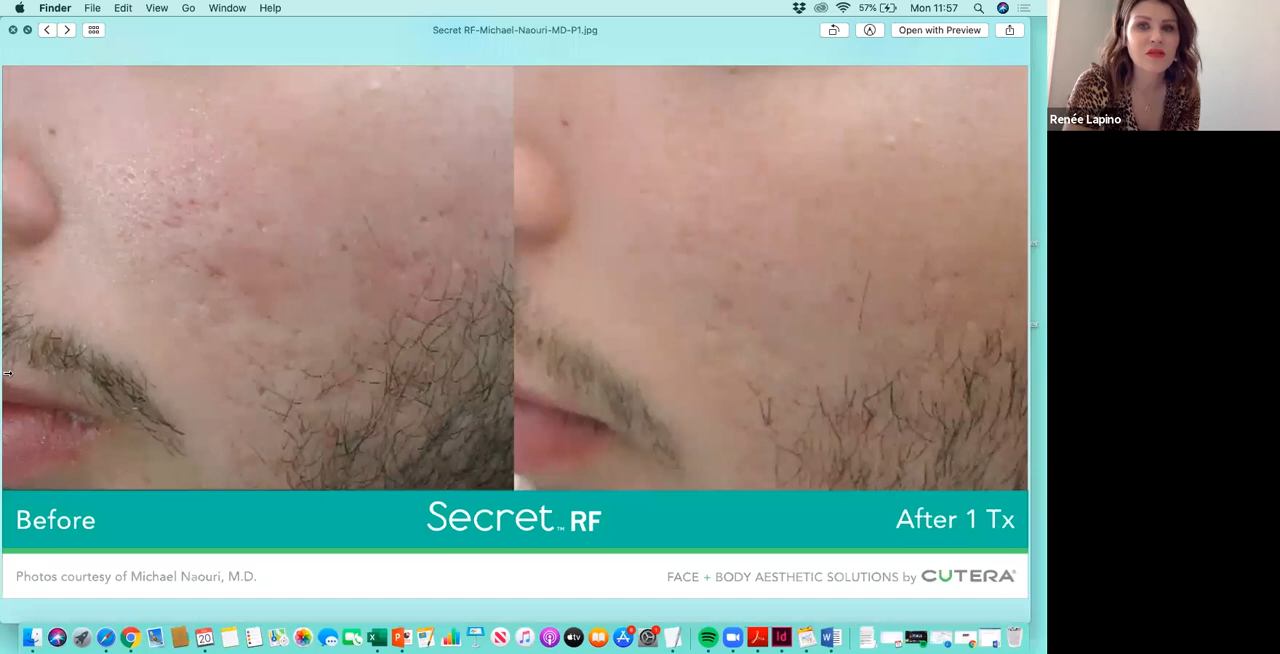 Finder File Edit View Go Window Help 57% Mon 11:57
Secret RF-Michael-Naouri-MD-P1.jpg
Open with Preview
Renée Lapino
Before
Secret™ RF
After 1 Tx
Photos courtesy of Michael Naouri, M.D.
FACE + BODY AESTHETIC SOLUTIONS by CUTERA®
20